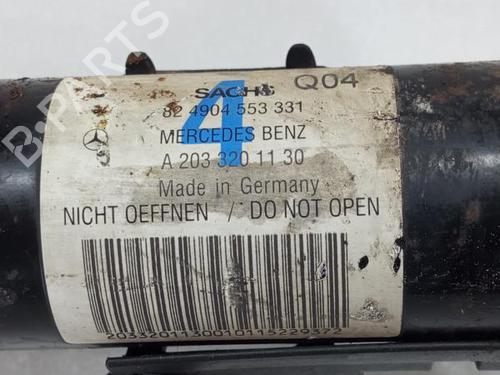 SACHS Q04
82 4904 553 331
4
MERCEDES BENZ
A 203 320 11 30
Made in Germany
NICHT OEFFNEN / DO NOT OPEN
B-PARTS